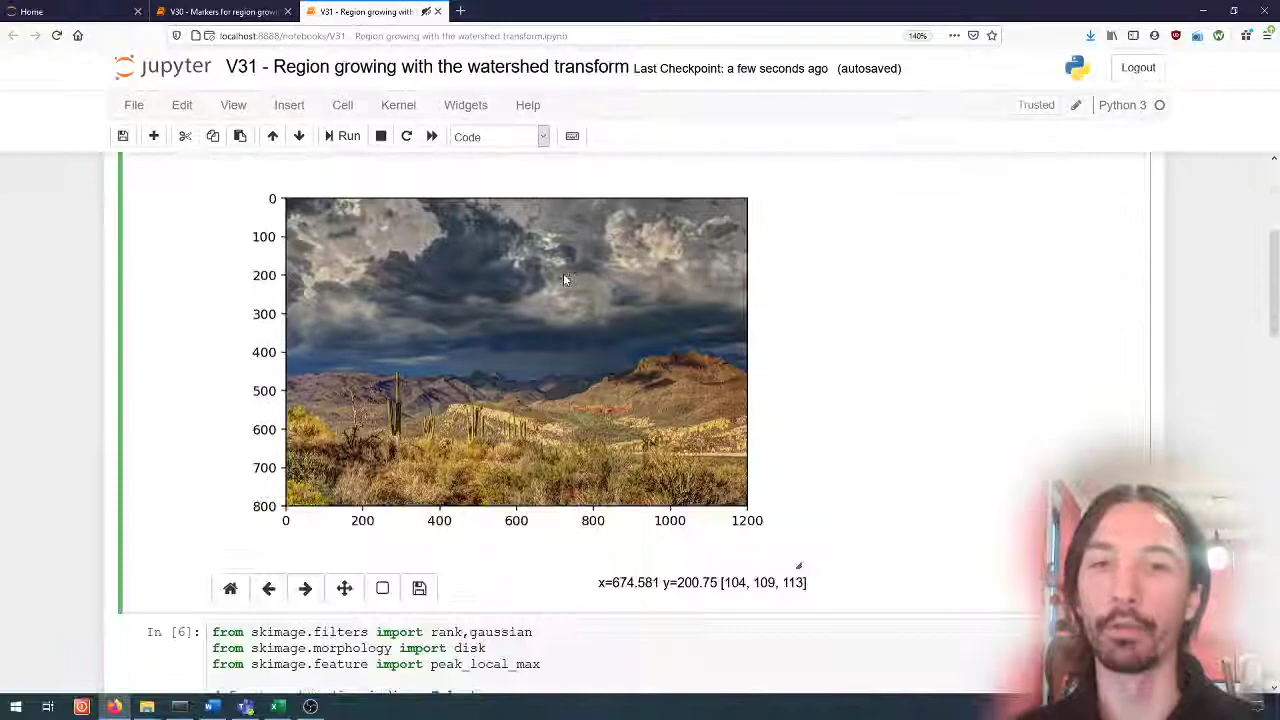 Home
V30 - Markers for region growin
V31 - Region growing with
localhost:8888/notebooks/V31 - Region growing with the watershed transform.ipynb
140%
jupyter
V31 - Region growing with the watershed transform Last Checkpoint: a few seconds ago (autosaved)
Logout
File Edit View Insert Cell Kernel Widgets Help
Trusted
Python 3
Run
Code
0
100
200
300
400
500
600
700
800
0 200 400 600 800 1000 1200
x=674.581 y=200.75 [104, 109, 113]
In [6]:
from skimage.filters import rank,gaussian
from skimage.morphology import disk
from skimage.feature import peak_local_max